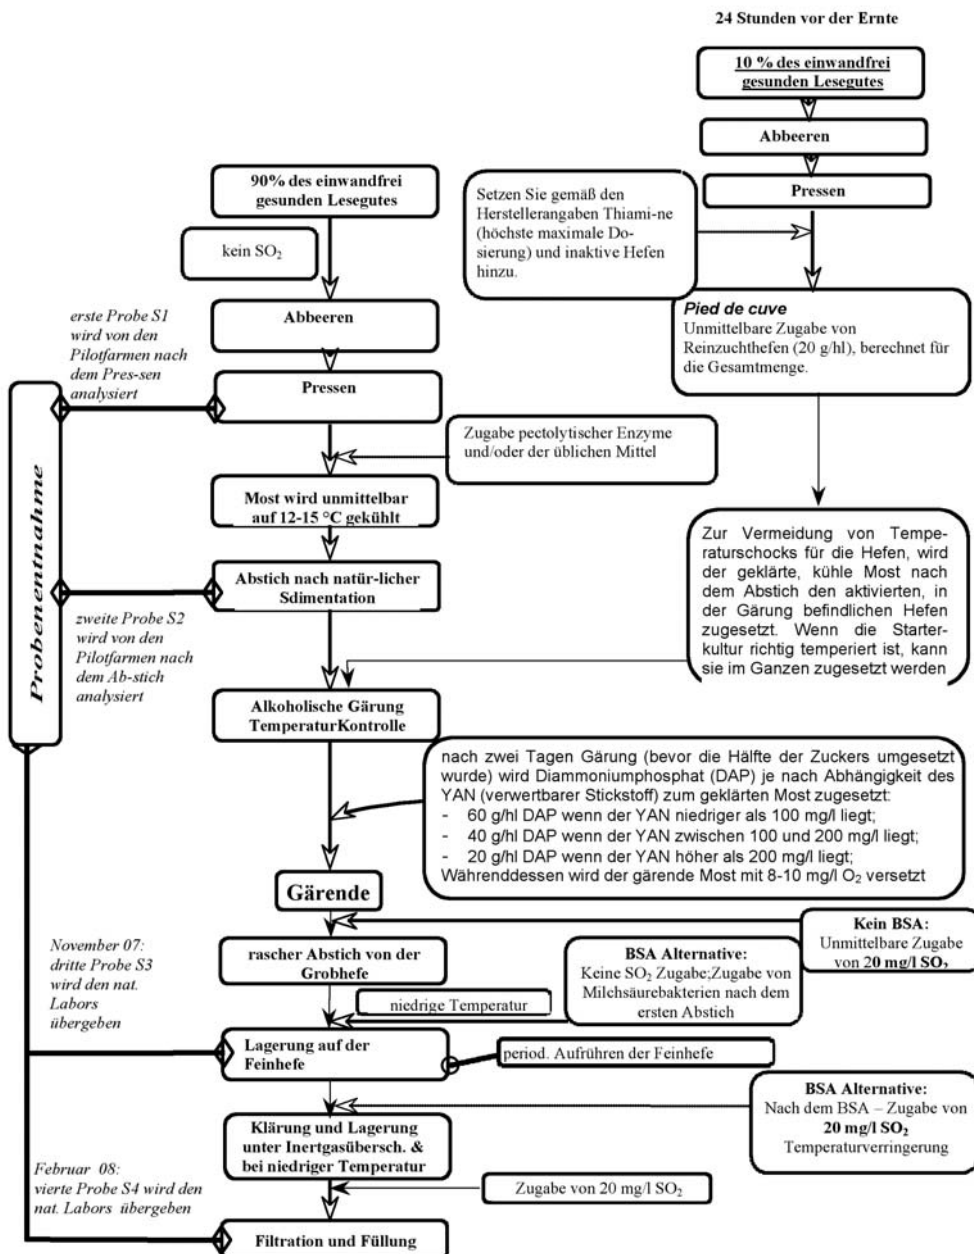 24 Stunden vor der Ernte
10 % des einwandfrei
gesunden Lesegutes
Abbeeren
Pressen
Setzen Sie gemäß den
Herstellerangaben Thiami-ne
(höchste maximale Do-
sierung) und inaktive Hefen
hinzu.
Pied de cuve
Unmittelbare Zugabe von
Reinzuchthefen (20 g/hl), berechnet für
die Gesamtmenge.
Zur Vermeidung von Tempe-
raturschocks für die Hefen, wird
der geklärte, kühle Most nach
dem Abstich den aktivierten, in
der Gärung befindlichen Hefen
zugesetzt. Wenn die Starter-
kultur richtig temperiert ist, kann
sie im Ganzen zugesetzt werden
90% des einwandfrei
gesunden Lesegutes
kein SO2
Abbeeren
erste Probe S1
wird von den
Pilotfarmen nach
dem Pres-sen
analysiert
Pressen
Zugabe pectolytischer Enzyme
und/oder der üblichen Mittel
Most wird unmittelbar
auf 12-15 °C gekühlt
Probenentnahme
Abstich nach natür-licher
Sdimentation
zweite Probe S2
wird von den
Pilotfarmen nach
dem Ab-stich
analysiert
Alkoholische Gärung
TemperaturKontrolle
nach zwei Tagen Gärung (bevor die Hälfte der Zuckers umgesetzt
wurde) wird Diammoniumphosphat (DAP) je nach Abhängigkeit des
YAN (verwertbarer Stickstoff) zum geklärten Most zugesetzt:
- 60 g/hl DAP wenn der YAN niedriger als 100 mg/l liegt;
- 40 g/hl DAP wenn der YAN zwischen 100 und 200 mg/l liegt;
- 20 g/hl DAP wenn der YAN höher als 200 mg/l liegt;
Währenddessen wird der gärende Most mit 8-10 mg/l O2 versetzt
Gärende
Kein BSA:
Unmittelbare Zugabe
von 20 mg/l SO2
rascher Abstich von der
Grobhefe
BSA Alternative:
Keine SO2 Zugabe;Zugabe von
Milchsäurebakterien nach dem
ersten Abstich
November 07:
dritte Probe S3
wird den nat.
Labors
übergeben
niedrige Temperatur
Lagerung auf der
Feinhefe
period. Aufrühren der Feinhefe
BSA Alternative:
Nach dem BSA – Zugabe von
20 mg/l SO2
Temperaturverringerung
Klärung und Lagerung
unter Inertgasübersch. &
bei niedriger Temperatur
Februar 08:
vierte Probe S4 wird den
nat. Labors übergeben
Zugabe von 20 mg/l SO2
Filtration und Füllung